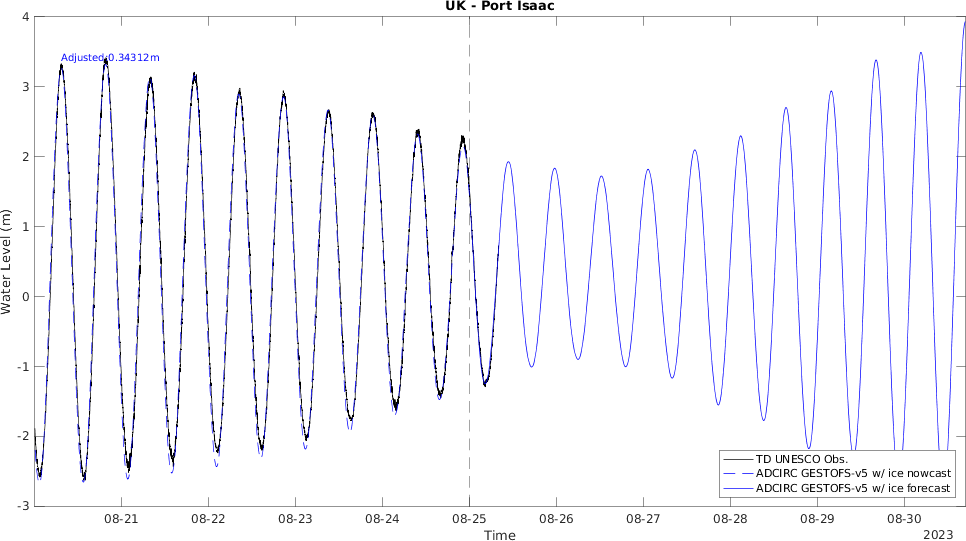 UK - Port Isaac
Adjusted:0.34312m
4
3
2
1
0
-1
-2
-3
Water Level (m)
08-21
08-22
08-23
08-24
08-25
08-26
08-27
08-28
08-29
08-30
Time
2023
TD UNESCO Obs.
ADCIRC GESTOFS-v5 w/ ice nowcast
ADCIRC GESTOFS-v5 w/ ice forecast